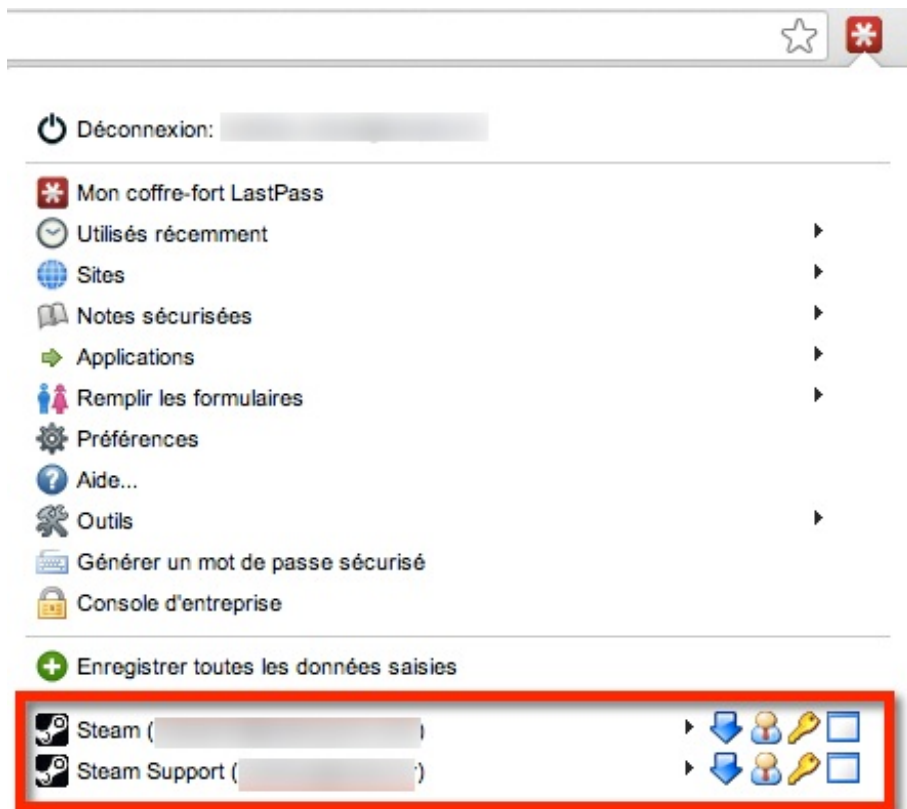 Déconnexion:
Mon coffre-fort LastPass
Utilisés récemment
Sites
Notes sécurisées
Applications
Remplir les formulaires
Préférences
Aide...
Outils
Générer un mot de passe sécurisé
Console d'entreprise
Enregistrer toutes les données saisies
Steam ( )
Steam Support ( r)